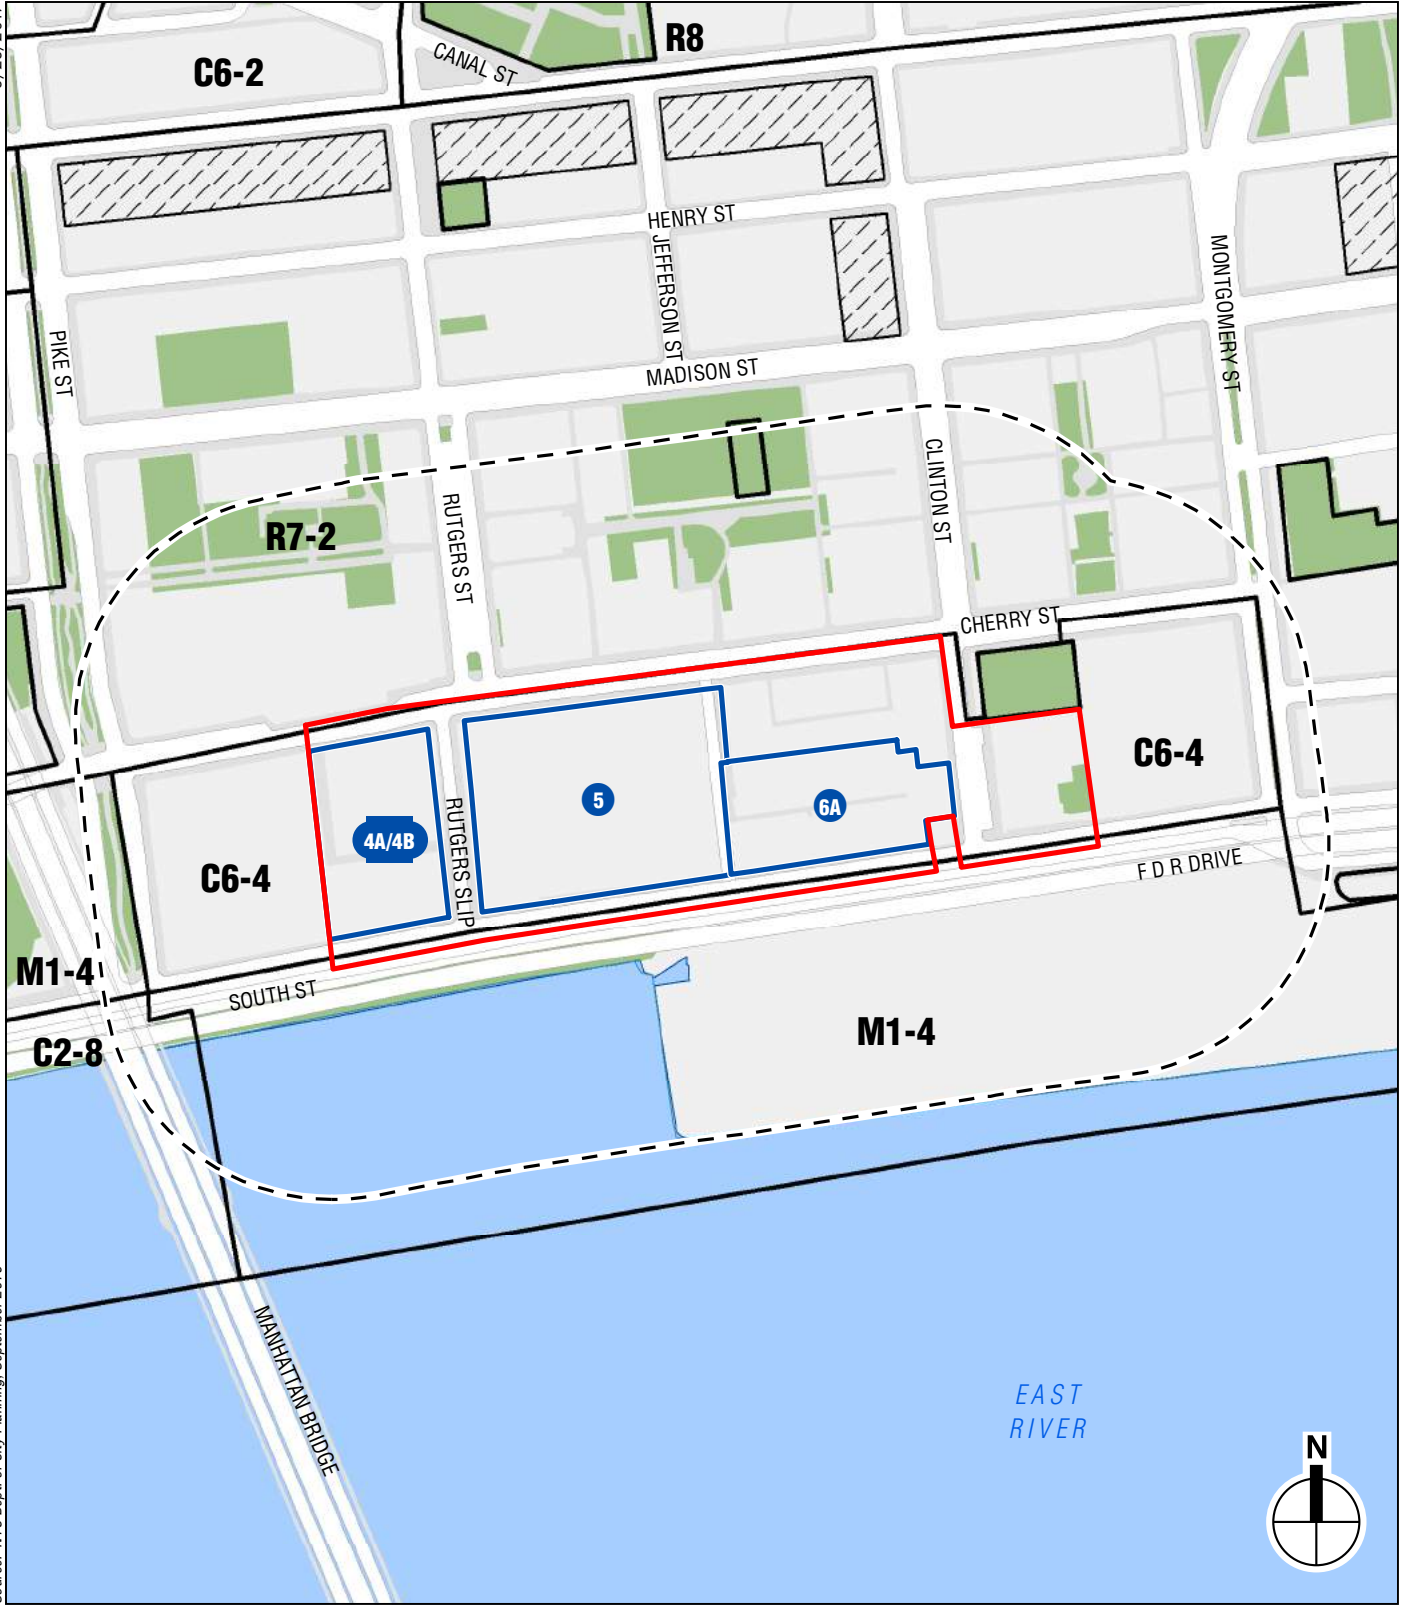 R8
CANAL ST
C6-2
HENRY ST
JEFFERSON ST
MONTGOMERY ST
PIKE ST
MADISON ST
CLINTON ST
RUTGERS ST
R7-2
CHERRY ST
C6-4
5
6A
4A/4B
RUTGERS SLIP
F D R DRIVE
C6-4
M1-4
SOUTH ST
M1-4
C2-8
MANHATTAN BRIDGE
EAST
RIVER
N